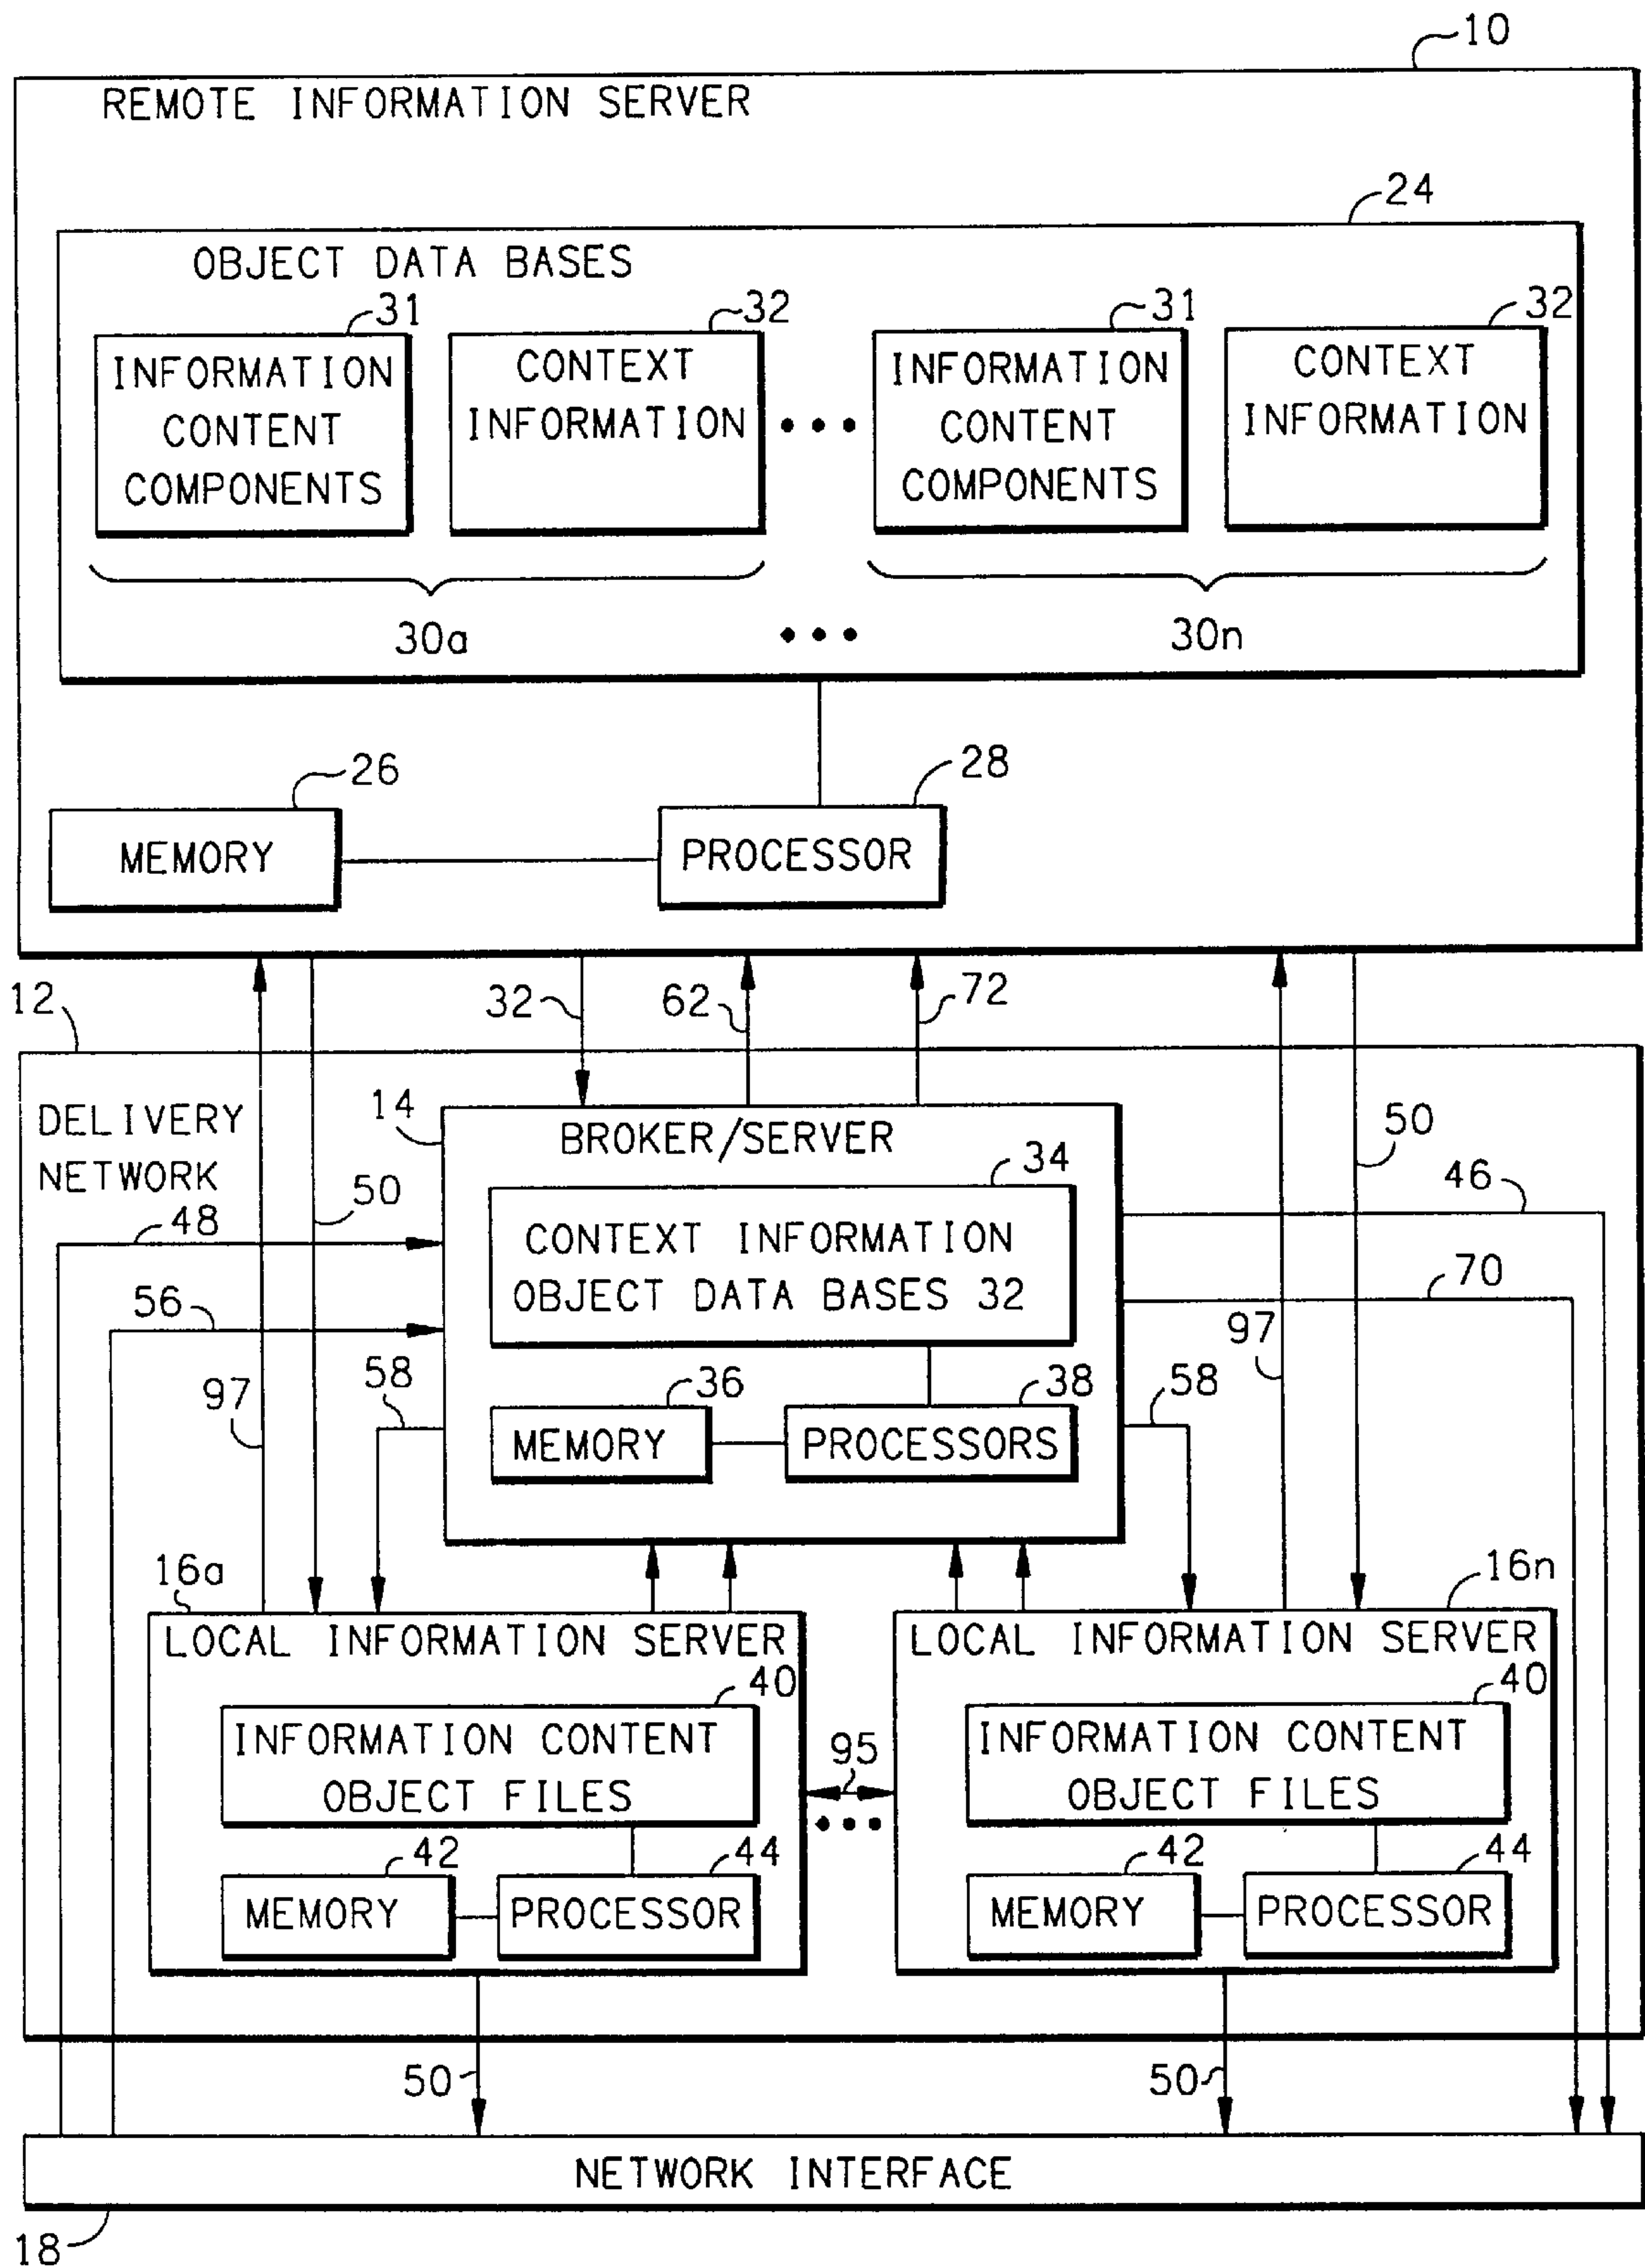 10
REMOTE INFORMATION SERVER
24
OBJECT DATA BASES
31
32
31
32
INFORMATION
CONTENT
COMPONENTS
CONTEXT
INFORMATION
INFORMATION
CONTENT
COMPONENTS
CONTEXT
INFORMATION
30a
30n
26
28
MEMORY
PROCESSOR
12
32
62
72
DELIVERY
NETWORK
14
BROKER/SERVER
50
34
46
50
48
CONTEXT INFORMATION
OBJECT DATA BASES 32
70
56
97
58
97
36
38
58
MEMORY
PROCESSORS
16a
16n
LOCAL INFORMATION SERVER
LOCAL INFORMATION SERVER
40
40
INFORMATION CONTENT
OBJECT FILES
95
INFORMATION CONTENT
OBJECT FILES
42
44
42
44
MEMORY
PROCESSOR
MEMORY
PROCESSOR
50
50
NETWORK INTERFACE
18